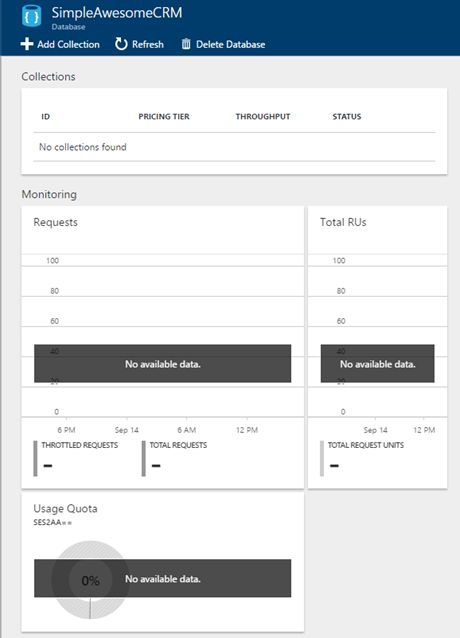 SimpleAwesomeCRM
Database
Add Collection Refresh Delete Database
Collections
ID PRICING TIER THROUGHPUT STATUS
No collections found
Monitoring
Requests
100
80
60
40
No available data.
20
0
6 PM Sep 14 6 AM 12 PM
THROTTLED REQUESTS TOTAL REQUESTS
- -
Total RUs
100
80
60
40
No available data.
20
0
Sep 14 12 PM
TOTAL REQUEST UNITS
-
Usage Quota
SES2AA==
0% No available data.